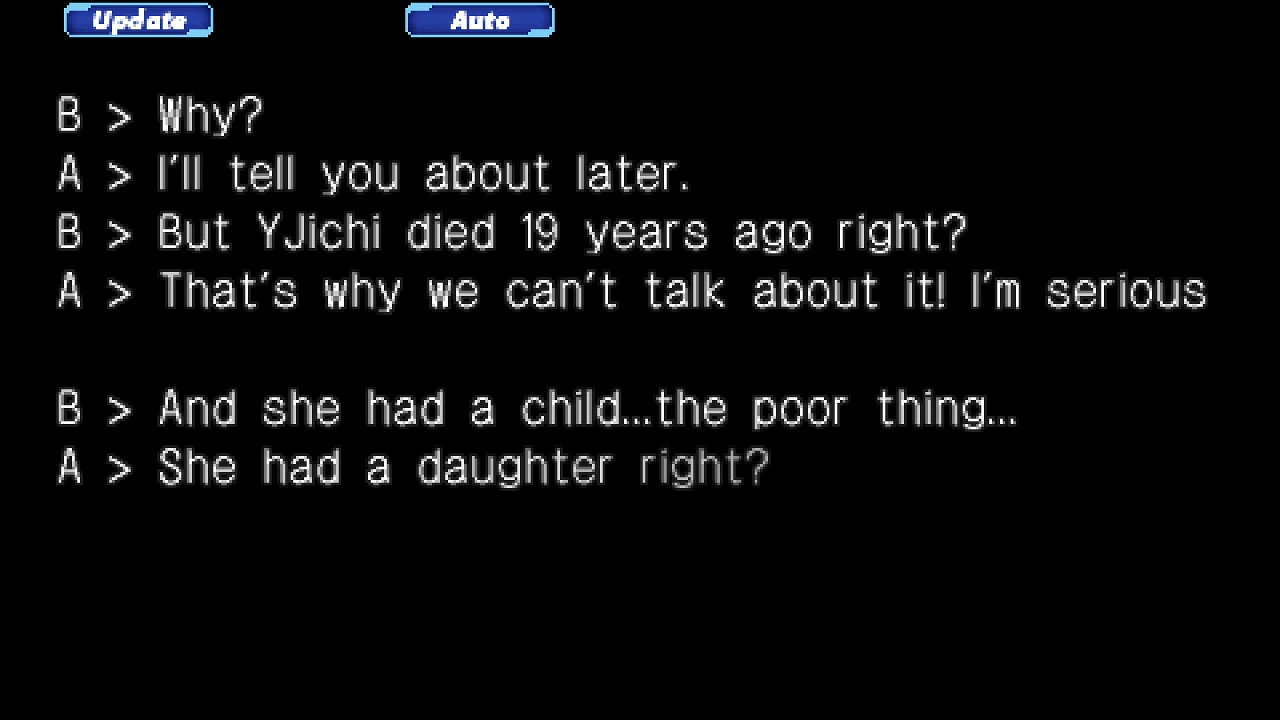 Update Auto
B > Why?
A > I'll tell you about later.
B > But YJichi died 19 years ago right?
A > That's why we can't talk about it! I'm serious
B > And she had a child...the poor thing...
A > She had a daughter right?